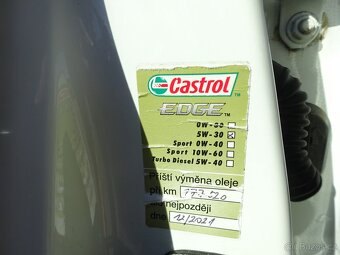 Castrol
EDGE™
0W-30
5W-30
Sport 0W-40
Sport 10W-60
Turbo Diesel 5W-40
Příští výměna oleje
při km
nejpozději
dne 12/2021